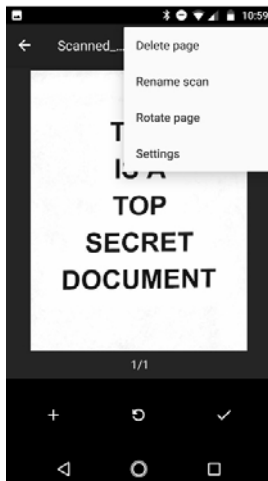 10:59
Scanned_...
Delete page
Rename scan
Rotate page
Settings
T
IS A
TOP
SECRET
DOCUMENT
1/1